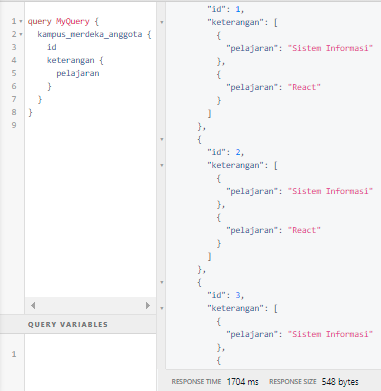 1 query MyQuery {
2 kampus_merdeka_anggota {
3 id
4 keterangan {
5 pelajaran
6 }
7 }
8 }
9
QUERY VARIABLES
1
"id": 1,
"keterangan": [
{
"pelajaran": "Sistem Informasi"
},
{
"pelajaran": "React"
}
]
},
{
"id": 2,
"keterangan": [
{
"pelajaran": "Sistem Informasi"
},
{
"pelajaran": "React"
}
]
},
{
"id": 3,
"keterangan": [
{
"pelajaran": "Sistem Informasi"
},
{
RESPONSE TIME 1704 ms RESPONSE SIZE 548 bytes